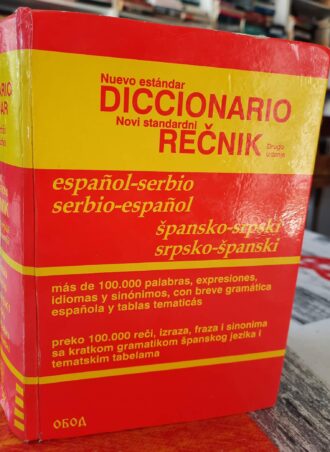 Nuevo estándar
DICCIONARIO
Novi standardni
REČNIK
Drugo
izdanje
español-serbio
serbio-español
špansko-srpski
srpsko-španski
más de 100.000 palabras, expresiones,
idiomas y sinónimos, con breve gramática
española y tablas tematicás
preko 100.000 reči, izraza, fraza i sinonima
sa kratkom gramatikom španskog jezika i
tematskim tabelama
ОБОД